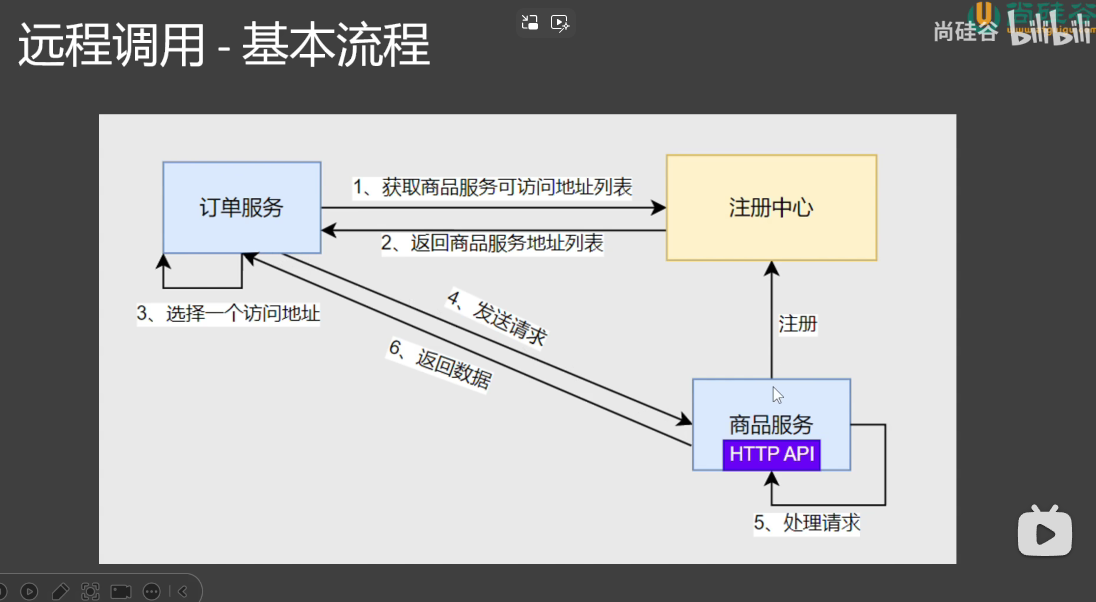 远程调用 - 基本流程
尚硅谷
bilibili
订单服务
1、获取商品服务可访问地址列表
注册中心
2、返回商品服务地址列表
3、选择一个访问地址
4、发送请求
注册
6、返回数据
商品服务
HTTP API
5、处理请求